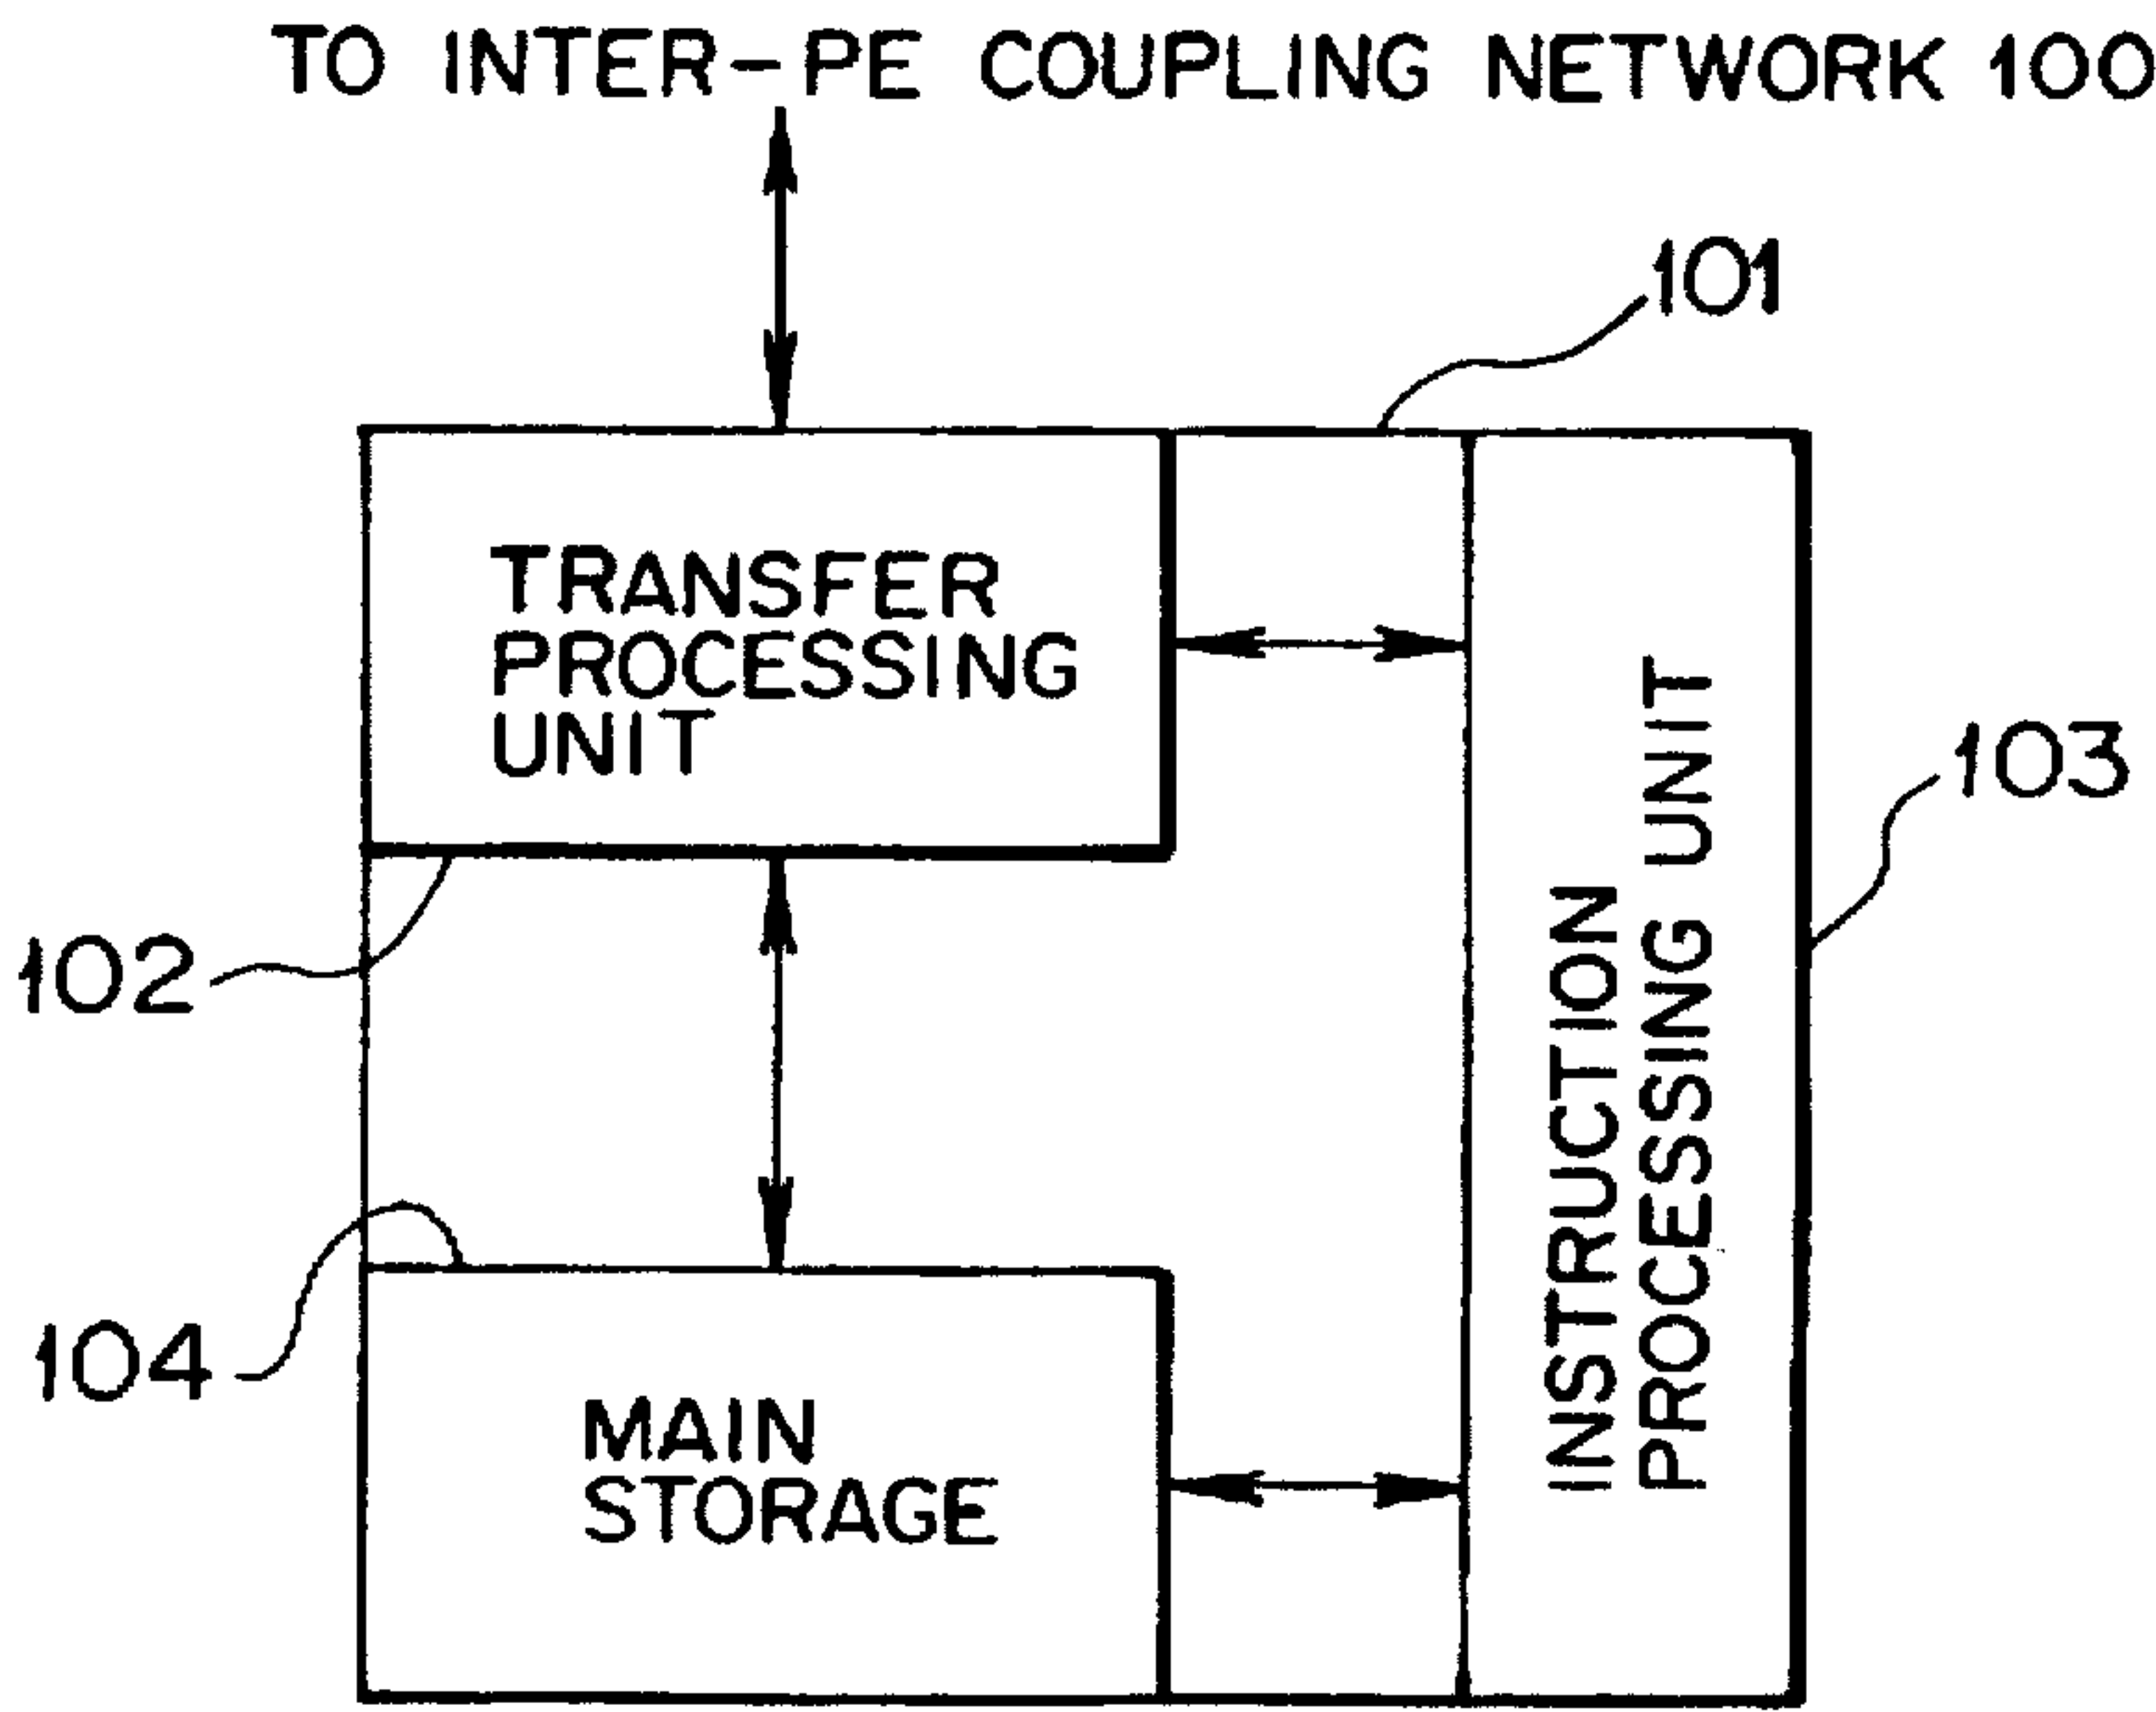 TO INTER-PE COUPLING NETWORK 100
101
TRANSFER
PROCESSING
UNIT
INSTRUCTION
PROCESSING UNIT
103
102
104
MAIN
STORAGE